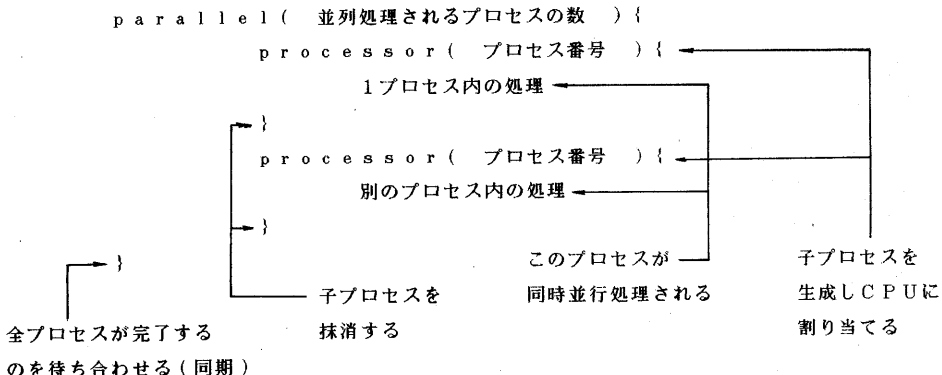 parallel( 並列処理されるプロセスの数 ){
processor( プロセス番号 ){
1プロセス内の処理
}
processor( プロセス番号 ){
別のプロセス内の処理
}
}
このプロセスが
同時並行処理される
子プロセスを
生成しCPUに
割り当てる
子プロセスを
抹消する
全プロセスが完了する
のを待ち合わせる(同期)